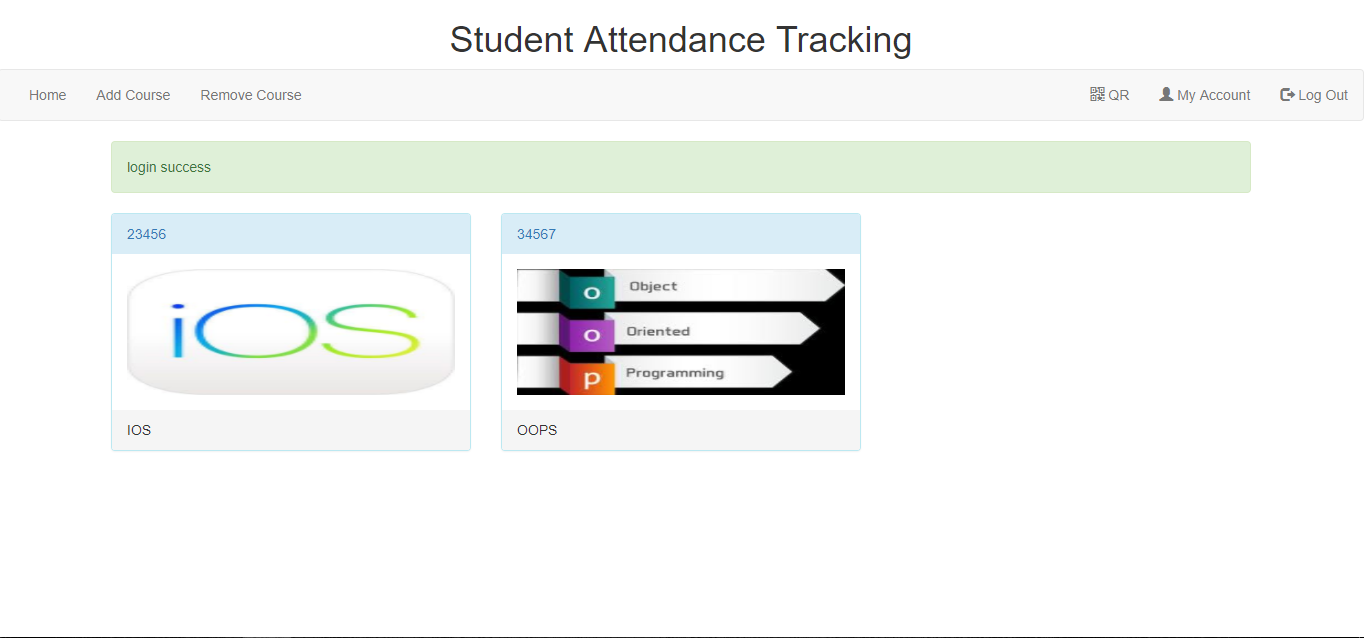 Student Attendance Tracking
Home Add Course Remove Course QR My Account Log Out
login success
23456
iOS
IOS
34567
o Object
o Oriented
p Programming
OOPS